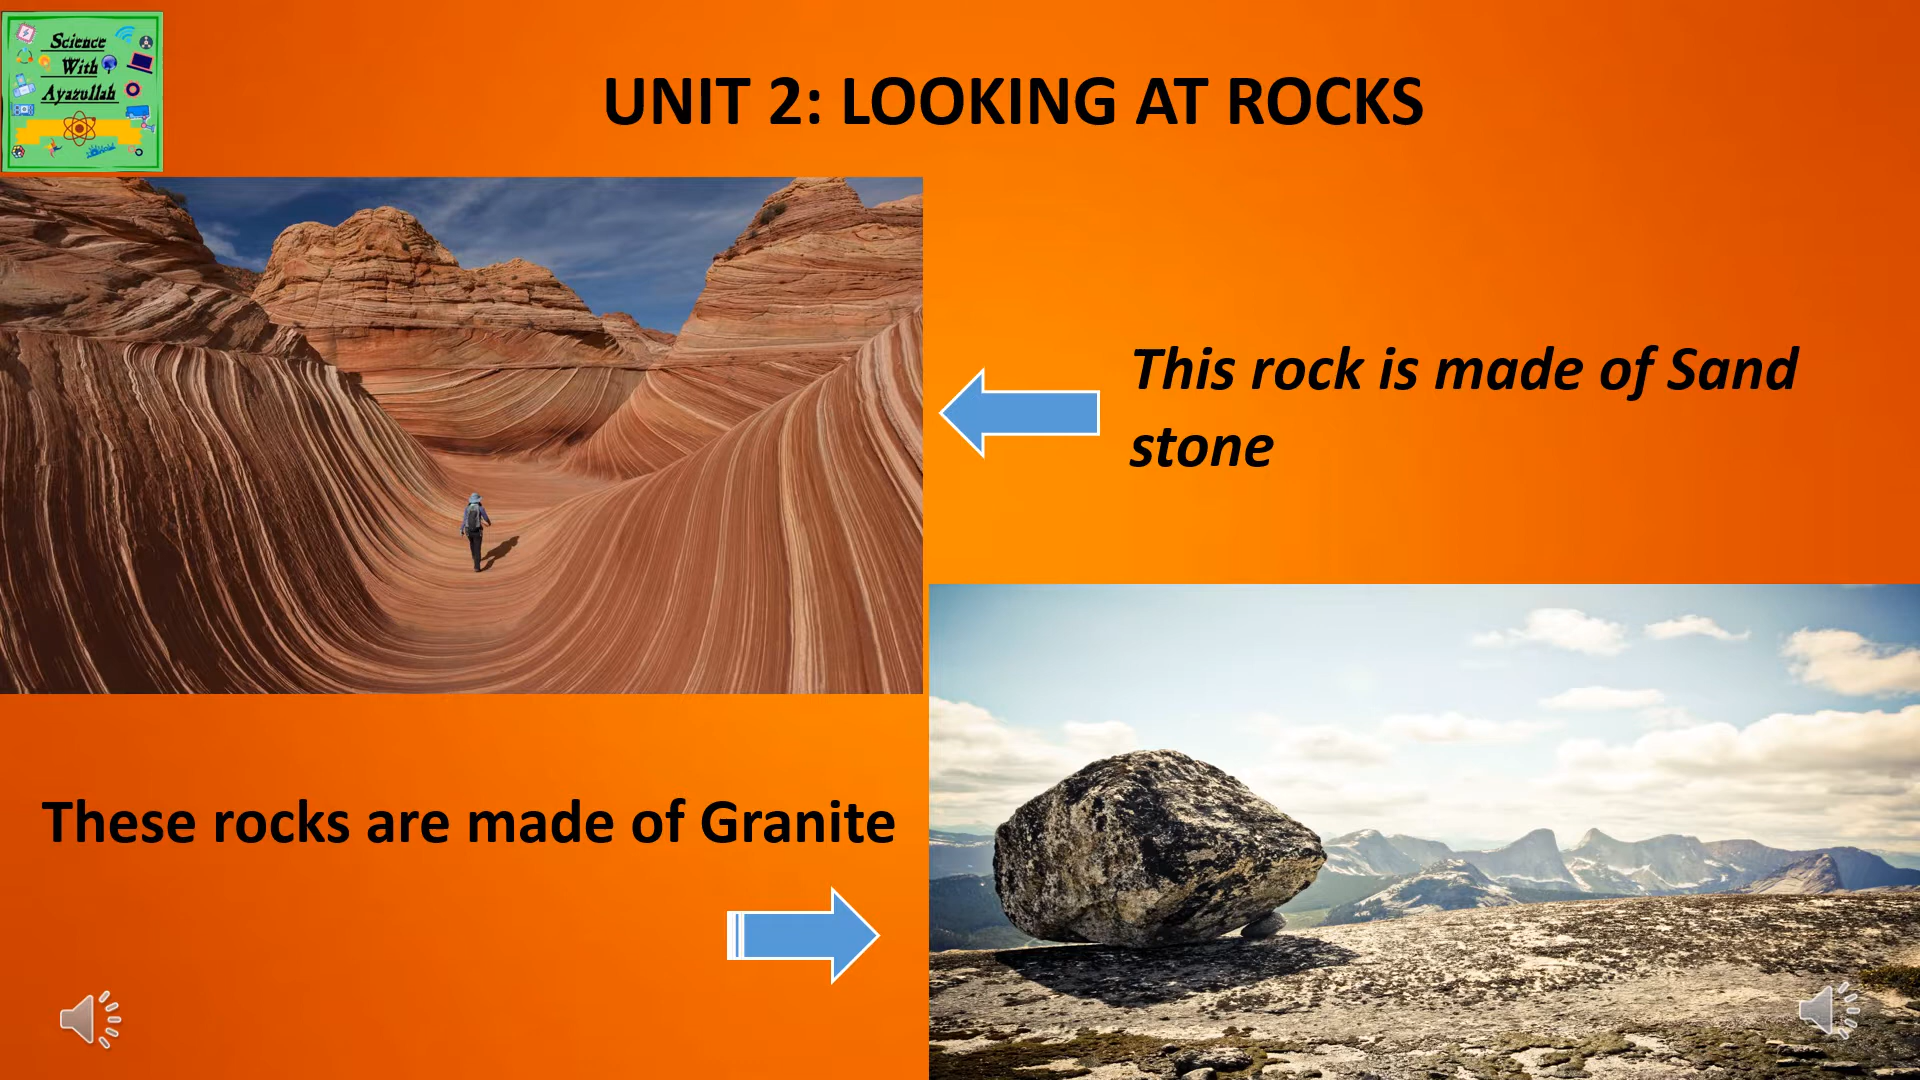 Science
With
Ayazullah
UNIT 2: LOOKING AT ROCKS
This rock is made of Sand
stone
These rocks are made of Granite